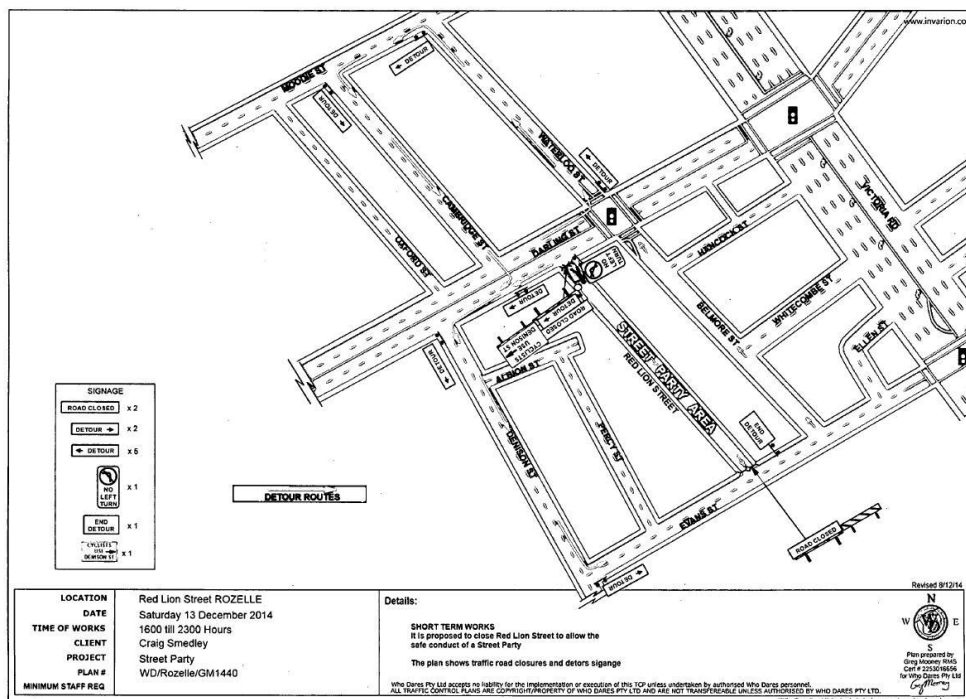 www.invarion.co
MOODIE ST
DETOUR
DETOUR
WATERLOO ST
DETOUR
CAMBRIDGE ST
OXFORD ST
DARLING ST
VICTORIA RD
HANCOCK ST
NO
LEFT
TURN
DETOUR
DETOUR
ROAD CLOSED
CYCLISTS
USE
DENISON ST
WHITECOMBE ST
BELMORE ST
ELLEN ST
DETOUR
ALBION ST
STREET PARTY AREA
RED LION STREET
PERCY ST
DENISON ST
END
DETOUR
EVANS ST
ROAD CLOSED
DETOUR
SIGNAGE
ROAD CLOSED x 2
DETOUR → x 2
← DETOUR x 5
NO
LEFT
TURN
x 1
END
DETOUR
x 1
CYCLISTS
USE
DENISON ST
x 1
DETOUR ROUTES
Revised 8/12/14
LOCATION Red Lion Street ROZELLE
DATE Saturday 13 December 2014
TIME OF WORKS 1600 till 2300 Hours
CLIENT Craig Smedley
PROJECT Street Party
PLAN # WD/Rozelle/GM1440
MINIMUM STAFF REQ
Details:
SHORT TERM WORKS
It is proposed to close Red Lion Street to allow the
safe conduct of a Street Party
The plan shows traffic road closures and detors sigange
Who Dares Pty Ltd accepts no liability for the implementation or execution of this TCP unless undertaken by authorised Who Dares personnel.
ALL TRAFFIC CONTROL PLANS ARE COPYRIGHT/PROPERTY OF WHO DARES PTY LTD AND ARE NOT TRANSFEREABLE UNLESS AUTHORISED BY WHO DARES PTY LTD
N
W E
S
Plan prepared by
Greg Mooney RMS
Cert # 2253016656
for Who Dares Pty Ltd